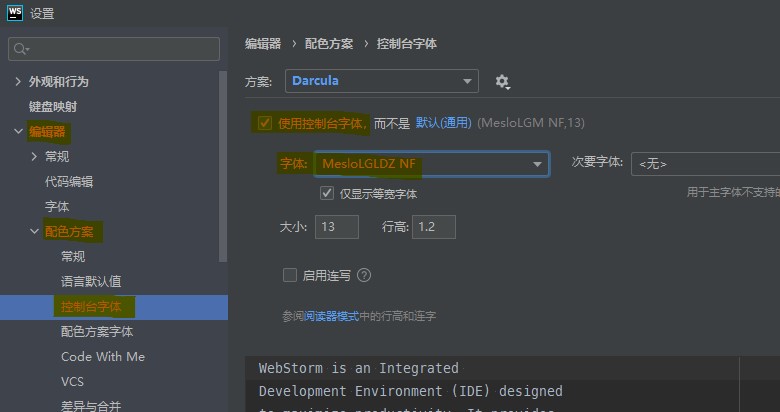 WS 设置
编辑器 › 配色方案 › 控制台字体
外观和行为
键盘映射
编辑器
常规
代码编辑
字体
配色方案
常规
语言默认值
控制台字体
配色方案字体
Code With Me
VCS
差异与合并
方案: Darcula
使用控制台字体, 而不是 默认(通用) (MesloLGM NF,13)
字体: MesloLGLDZ NF 次要字体: <无>
仅显示等宽字体 用于主字体不支持的
大小: 13 行高: 1.2
启用连写 ?
参阅阅读器模式中的行高和连字
WebStorm is an Integrated
Development Environment (IDE) designed
to maximize productivity. It provides